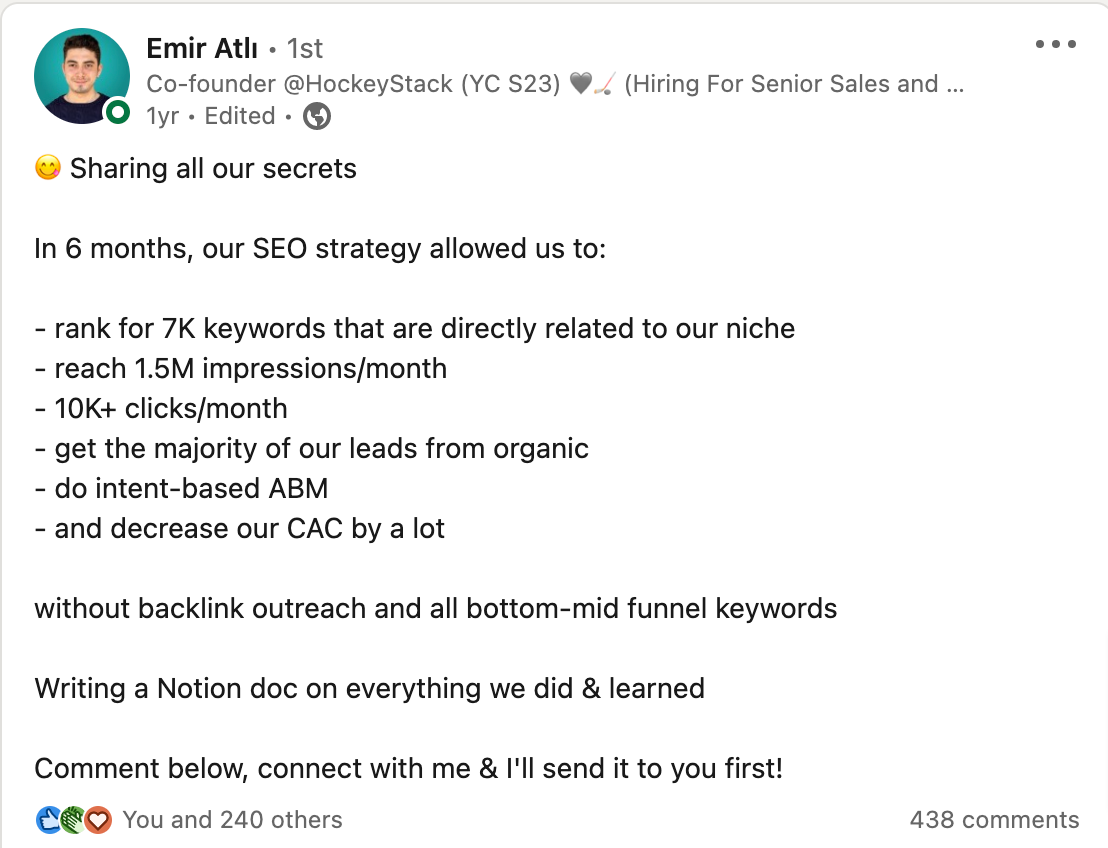 Emir Atlı • 1st
Co-founder @HockeyStack (YC S23) 🖤🏒 (Hiring For Senior Sales and ...
1yr • Edited •
😋 Sharing all our secrets
In 6 months, our SEO strategy allowed us to:
- rank for 7K keywords that are directly related to our niche
- reach 1.5M impressions/month
- 10K+ clicks/month
- get the majority of our leads from organic
- do intent-based ABM
- and decrease our CAC by a lot
without backlink outreach and all bottom-mid funnel keywords
Writing a Notion doc on everything we did & learned
Comment below, connect with me & I'll send it to you first!
You and 240 others 438 comments